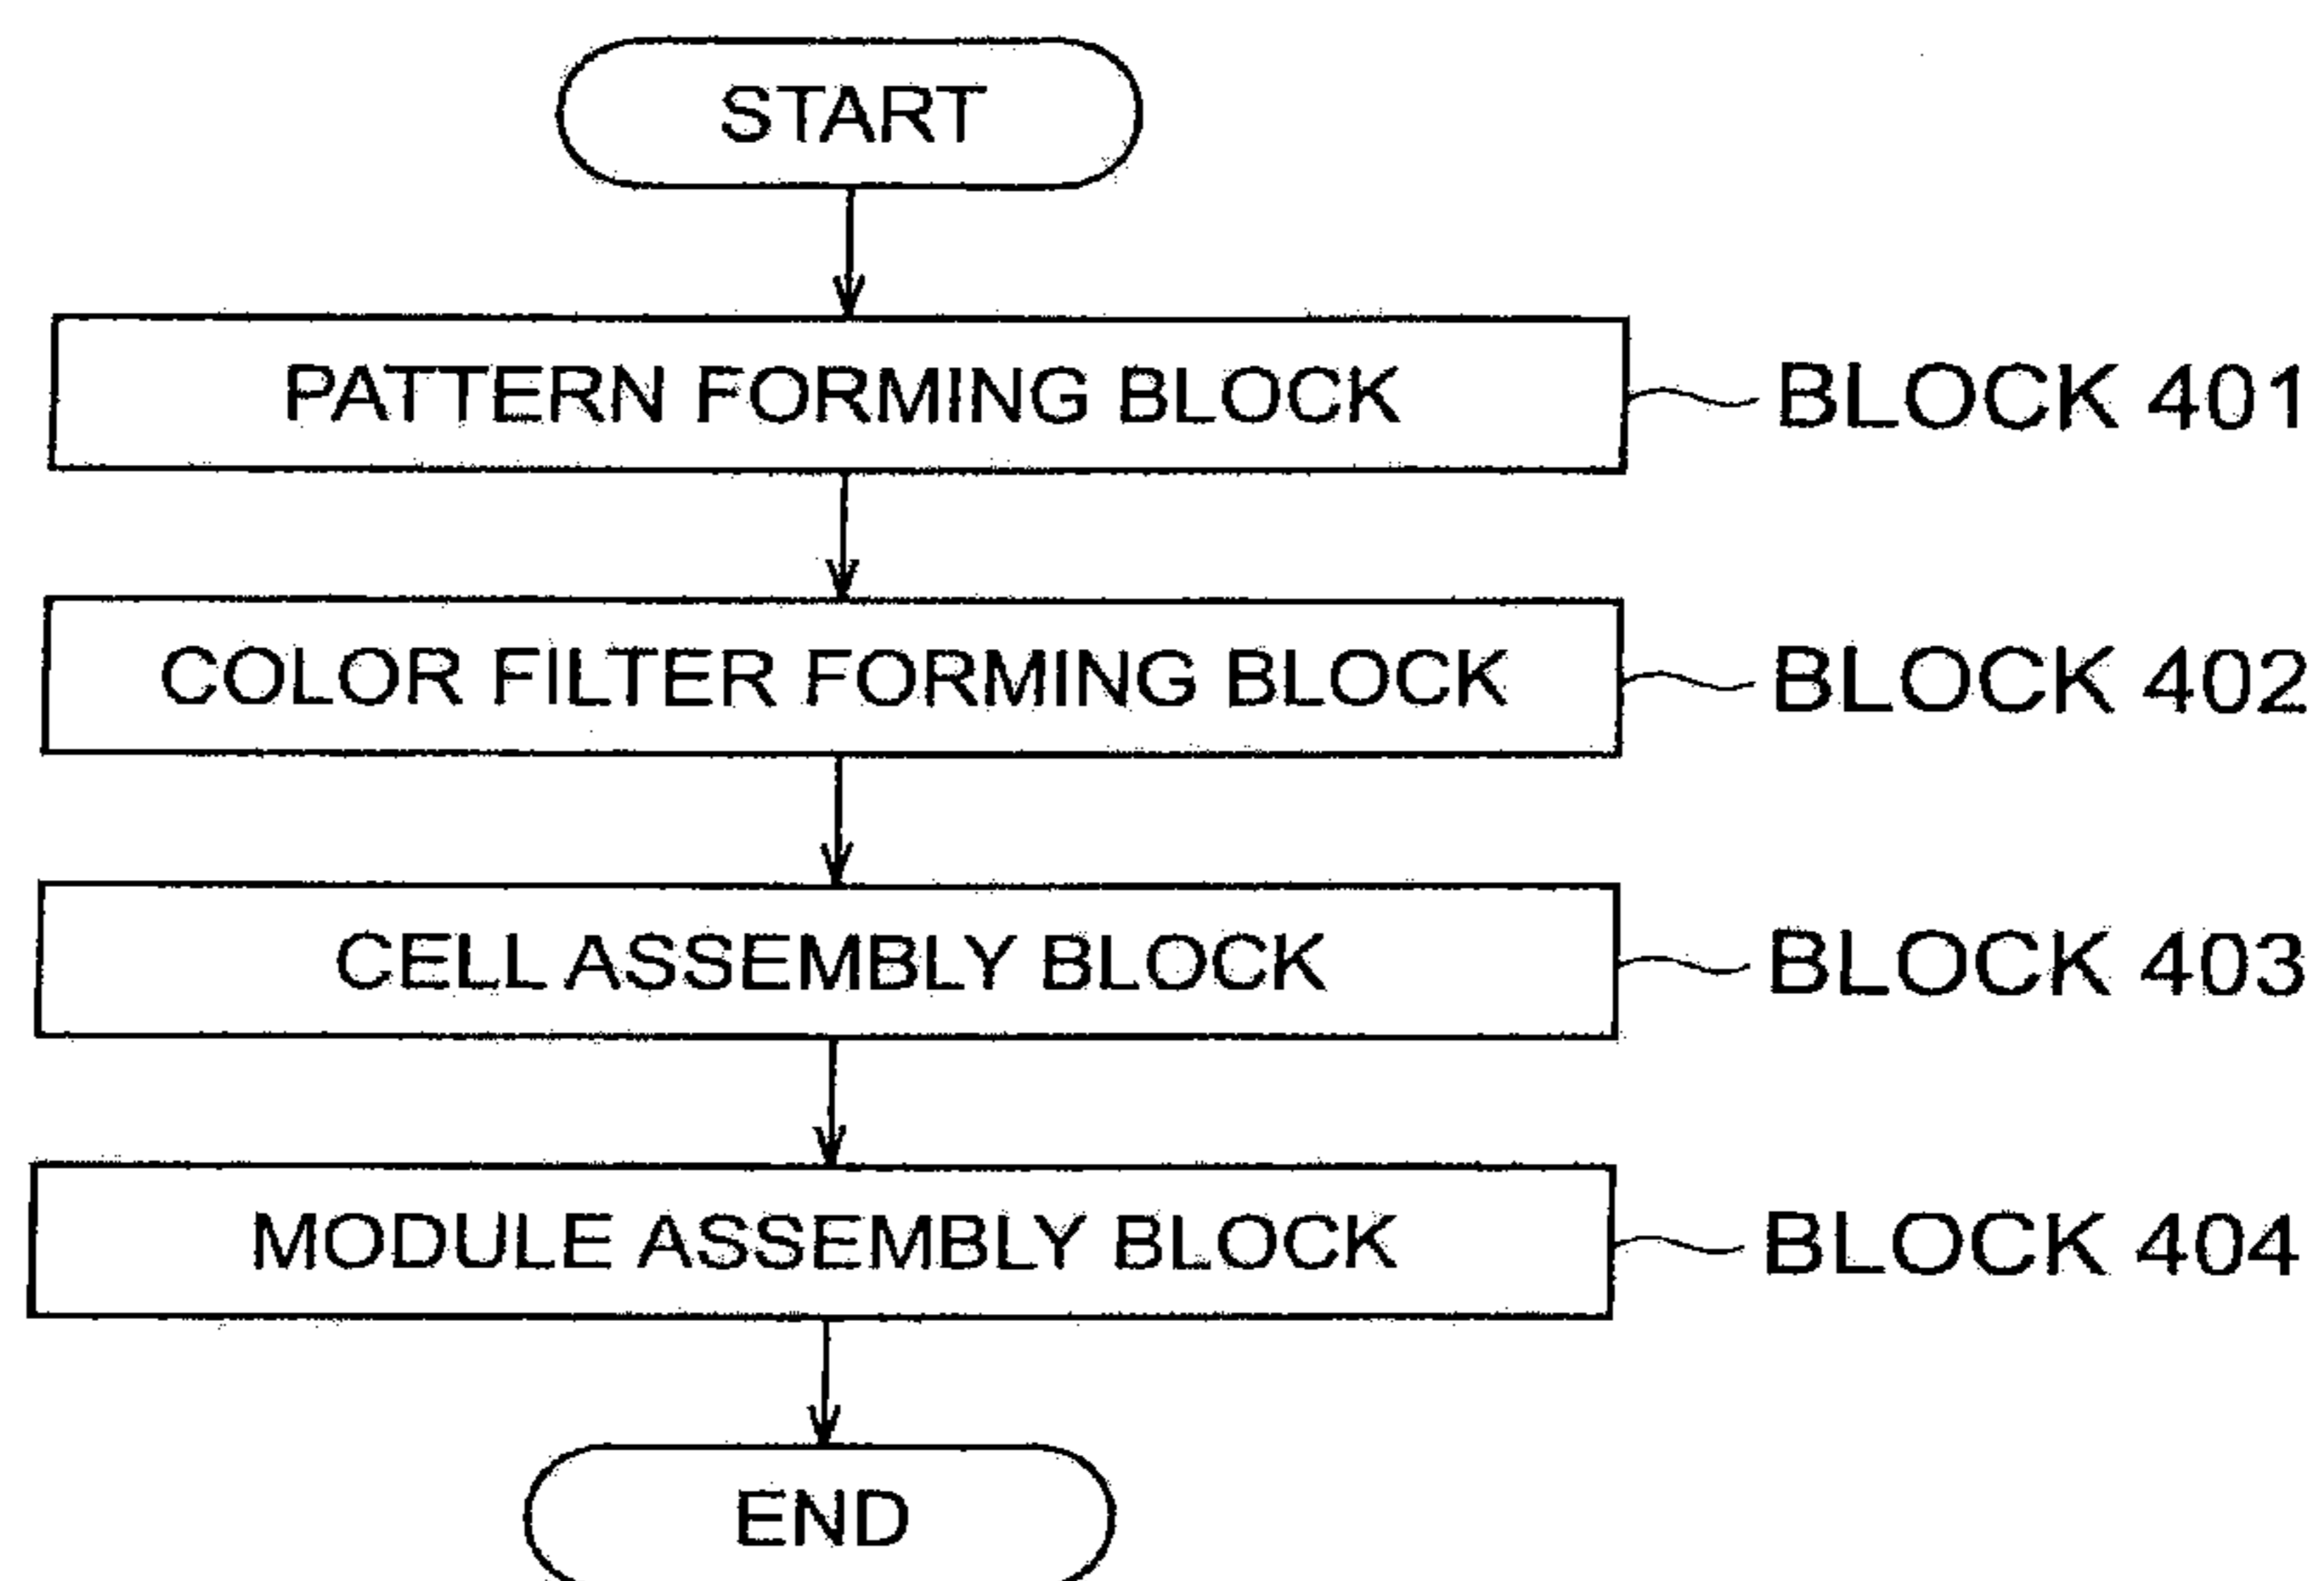 START
PATTERN FORMING BLOCK
BLOCK 401
COLOR FILTER FORMING BLOCK
BLOCK 402
CELL ASSEMBLY BLOCK
BLOCK 403
MODULE ASSEMBLY BLOCK
BLOCK 404
END